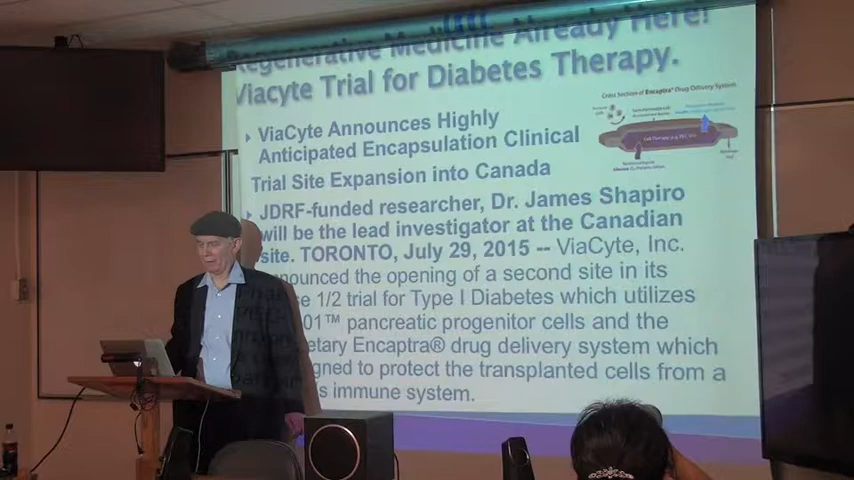 Regenerative Medicine Already Here!
Viacyte Trial for Diabetes Therapy.
ViaCyte Announces Highly
Anticipated Encapsulation Clinical
Trial Site Expansion into Canada
JDRF-funded researcher, Dr. James Shapiro
will be the lead investigator at the Canadian
site. TORONTO, July 29, 2015 -- ViaCyte, Inc.
announced the opening of a second site in its
1/2 trial for Type I Diabetes which utilizes
01™ pancreatic progenitor cells and the
etary Encaptra® drug delivery system which
gned to protect the transplanted cells from a
s immune system.
Cross Section of Encaptra® Drug Delivery System